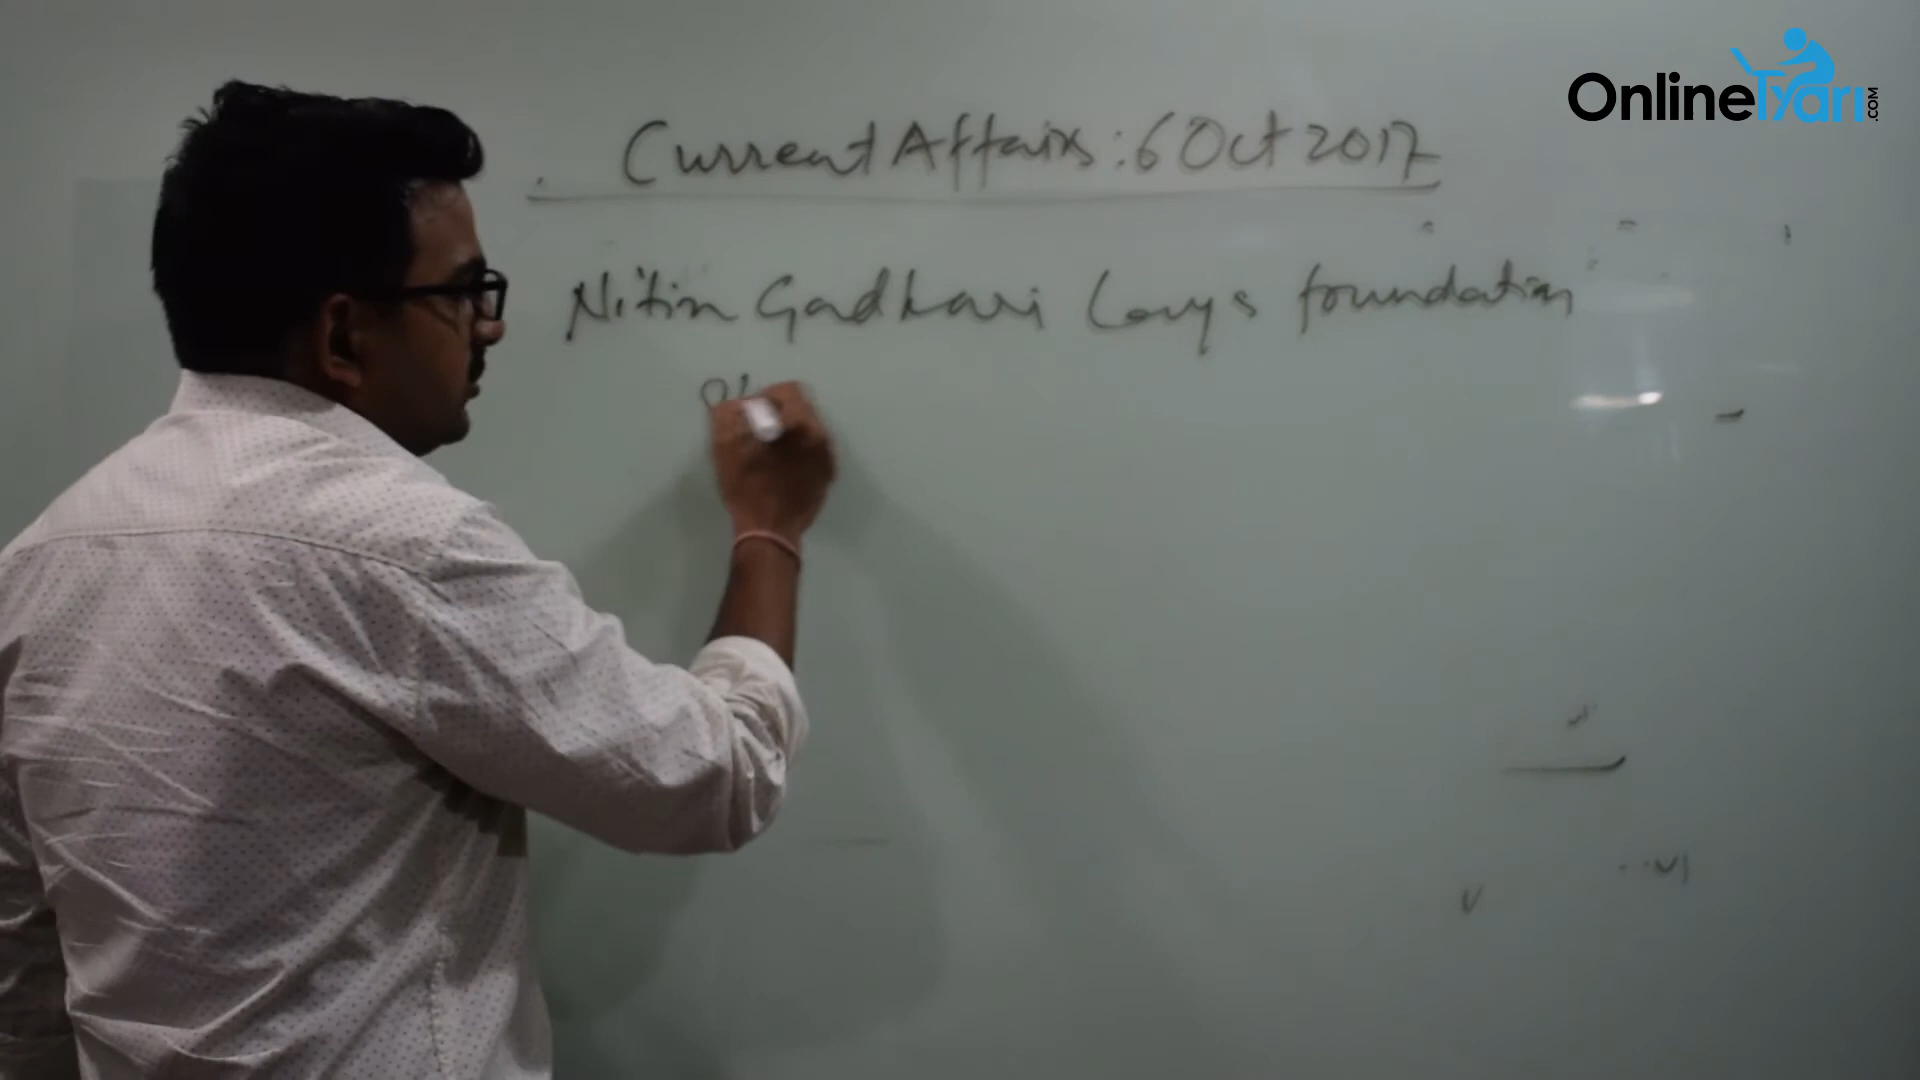 OnlineTyari.COM
Current Affairs : 6 Oct 2017
Nitin Gadkari Lays foundation